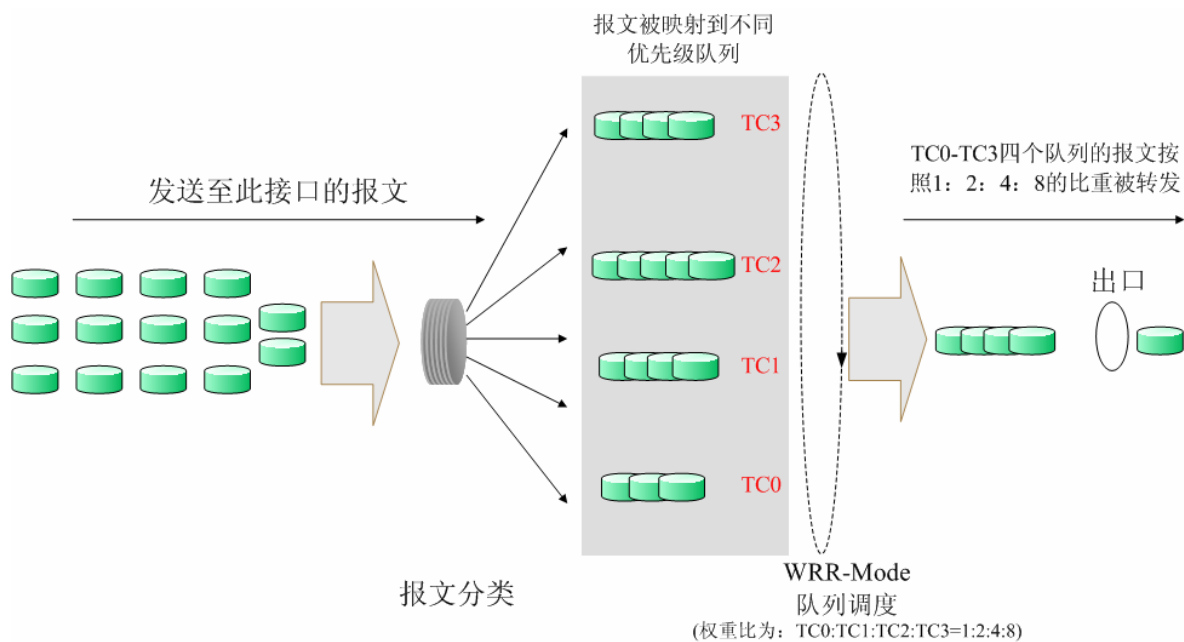 报文被映射到不同
优先级队列
TC3
发送至此接口的报文
TC0-TC3四个队列的报文按
照1：2：4：8的比重被转发
TC2
出口
TC1
TC0
报文分类
WRR-Mode
队列调度
(权重比为：TC0:TC1:TC2:TC3=1:2:4:8)